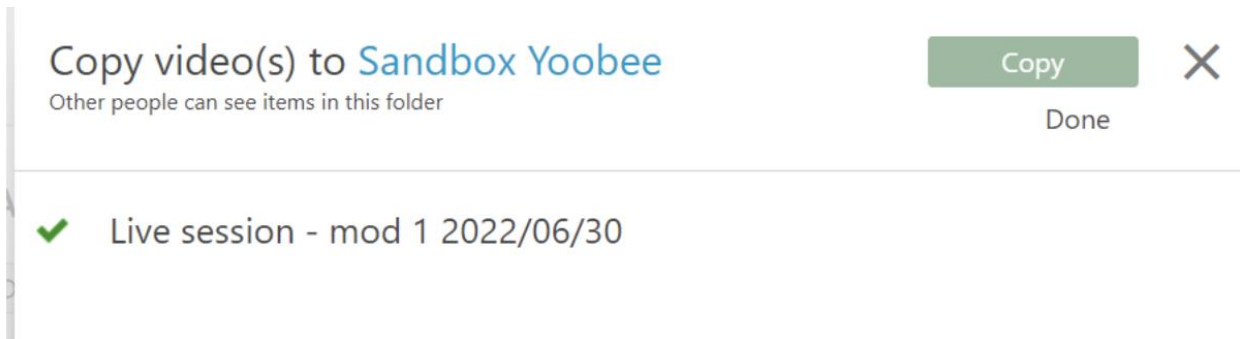 Copy video(s) to Sandbox Yoobee
Other people can see items in this folder
Copy
Done
Live session - mod 1 2022/06/30